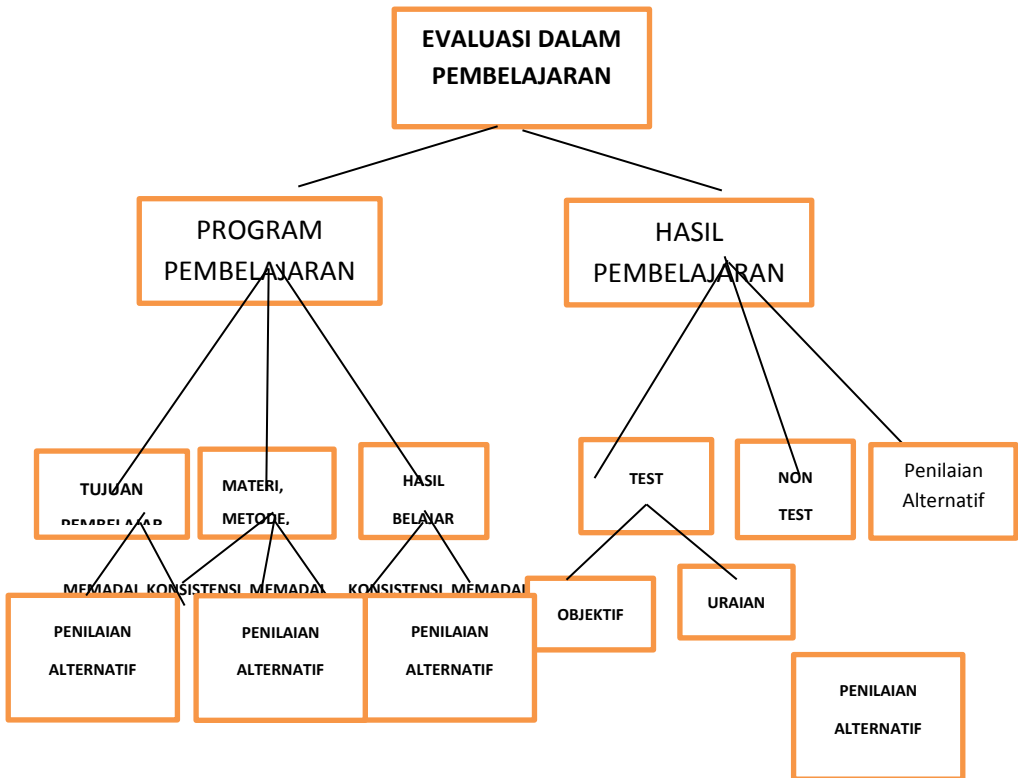 EVALUASI DALAM
PEMBELAJARAN
PROGRAM
PEMBELAJARAN
HASIL
PEMBELAJARAN
TUJUAN
MATERI,
METODE,
HASIL
BELAJAR
TEST
NON
TEST
Penilaian
Alternatif
KONSISTENSI
KONSISTENSI
OBJEKTIF
URAIAN
PENILAIAN
ALTERNATIF
PENILAIAN
ALTERNATIF
PENILAIAN
ALTERNATIF
PENILAIAN
ALTERNATIF